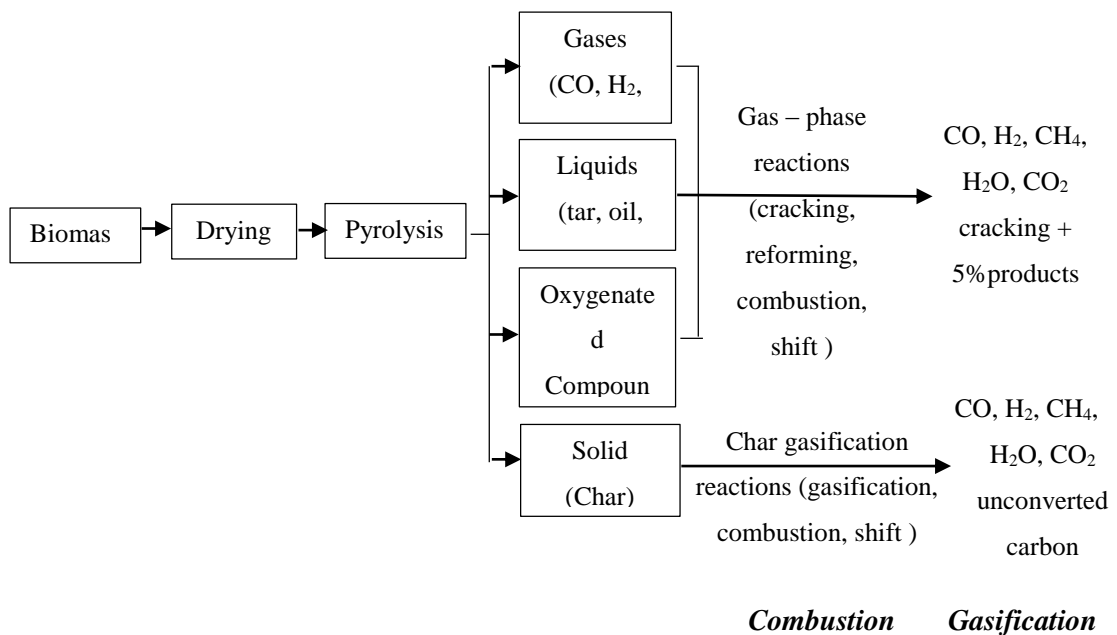 Biomas
Drying
Pyrolysis
Gases
(CO, H₂,
Liquids
(tar, oil,
Oxygenate
d
Compoun
Solid
(Char)
Gas – phase
reactions
(cracking,
reforming,
combustion,
shift )
CO, H₂, CH₄,
H₂O, CO₂
cracking +
5%products
Char gasification
reactions (gasification,
combustion, shift )
CO, H₂, CH₄,
H₂O, CO₂
unconverted
carbon
Combustion
Gasification